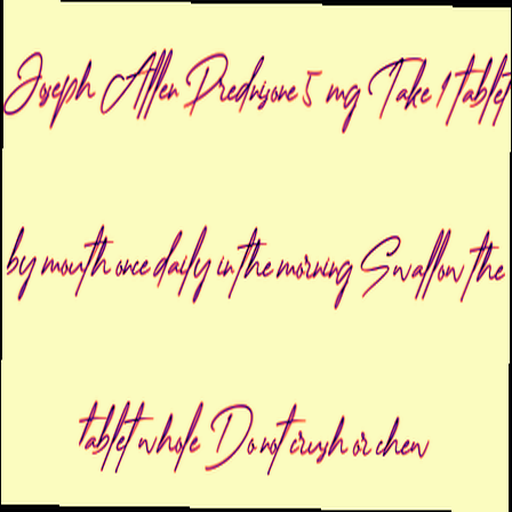 Joseph Allen Prednisone 5 mg Take 1 tablet
by mouth once daily in the morning Swallow the
tablet whole Do not crush or chew